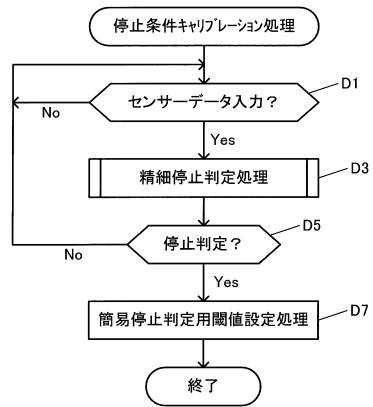 停止条件ｷｬﾘﾌﾞﾚｰｼｮﾝ処理
D1
センサーデータ入力？
No
Yes
D3
精細停止判定処理
D5
停止判定？
No
Yes
D7
簡易停止判定用閾値設定処理
終了